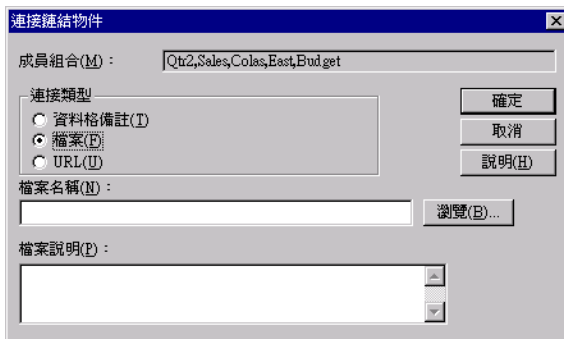 連接鏈結物件
成員組合(M)： Qtr2,Sales,Colas,East,Budget
連接類型
資料格備註(T)
檔案(F)
URL(U)
確定
取消
說明(H)
檔案名稱(N)：
瀏覽(B)...
檔案說明(P)：